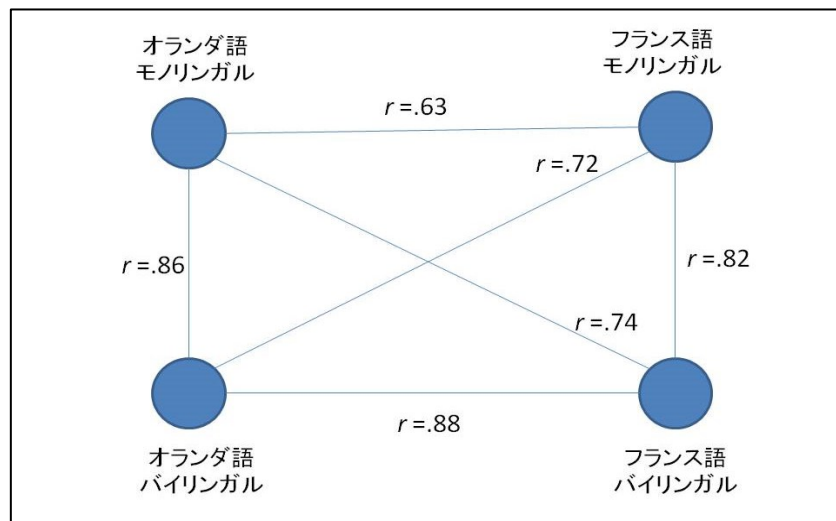 オランダ語
モノリンガル
フランス語
モノリンガル
r =.63
r =.72
r =.86
r =.82
r =.74
r =.88
オランダ語
バイリンガル
フランス語
バイリンガル